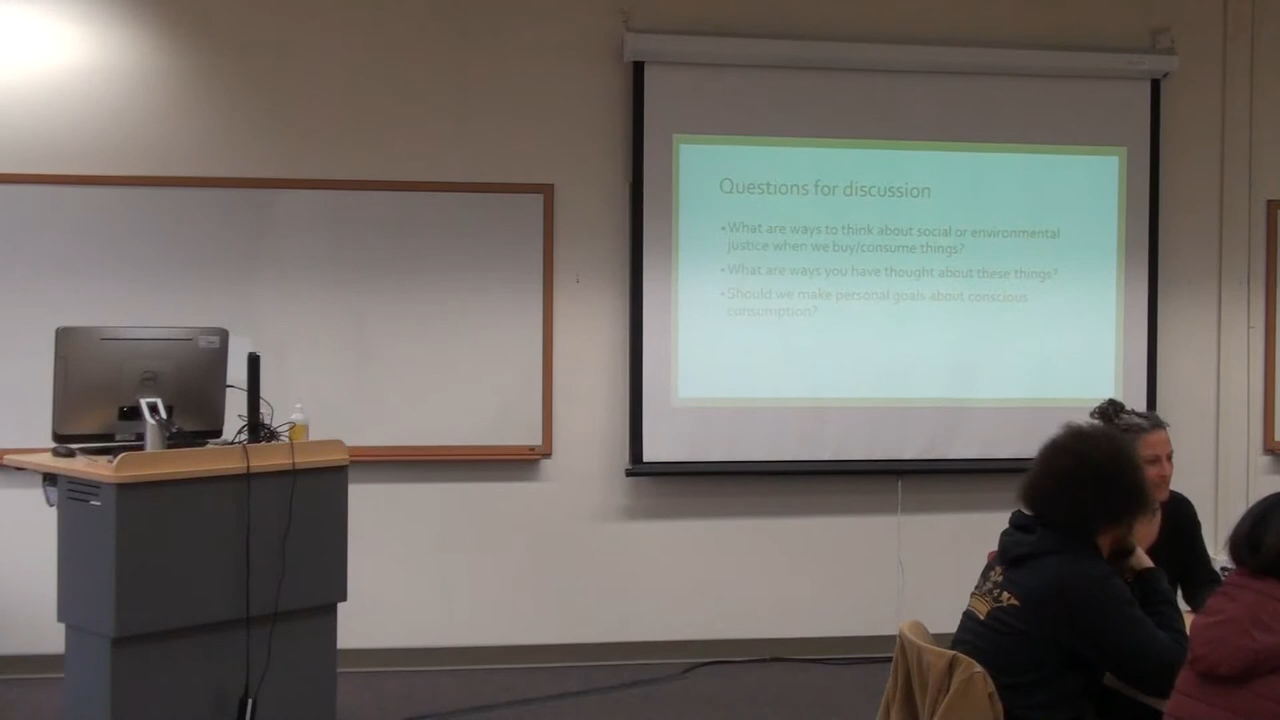 Questions for discussion
• What are ways to think about social or environmental
justice when we buy/consume things?
• What are ways you have thought about these things?
• Should we make personal goals about conscious
consumption?